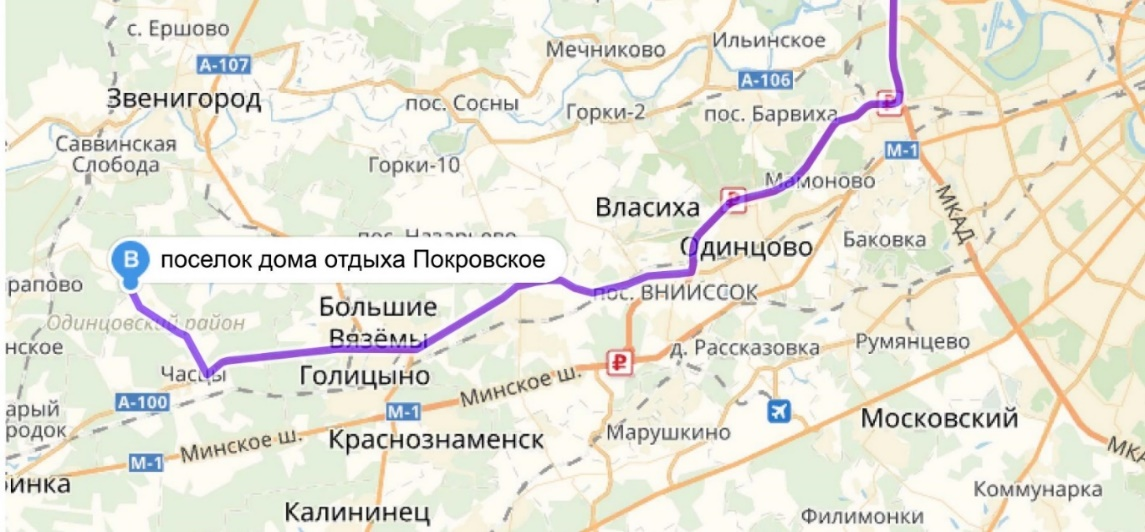 с. Ершово
А-107
Звенигород
Саввинская
Слобода
Мечниково
Ильинское
А-106
пос. Сосны
Горки-2
пос. Барвиха
₽
М-1
Горки-10
Мамоново
МКАД
Власиха
₽
Одинцово
Баковка
пос. Назарьево
В
поселок дома отдыха Покровское
рапово
Одинцовский район
нское
Большие
Вязёмы
пос. ВНИИССОК
Часцы
Голицыно
₽
д. Рассказовка
Румянцево
А-100
арый
родок
М-1
Минское ш.
Минское ш.
М-1
Краснознаменск
Марушкино
Московский
МКА
инка
Калининец
Коммунарка
Филимонки